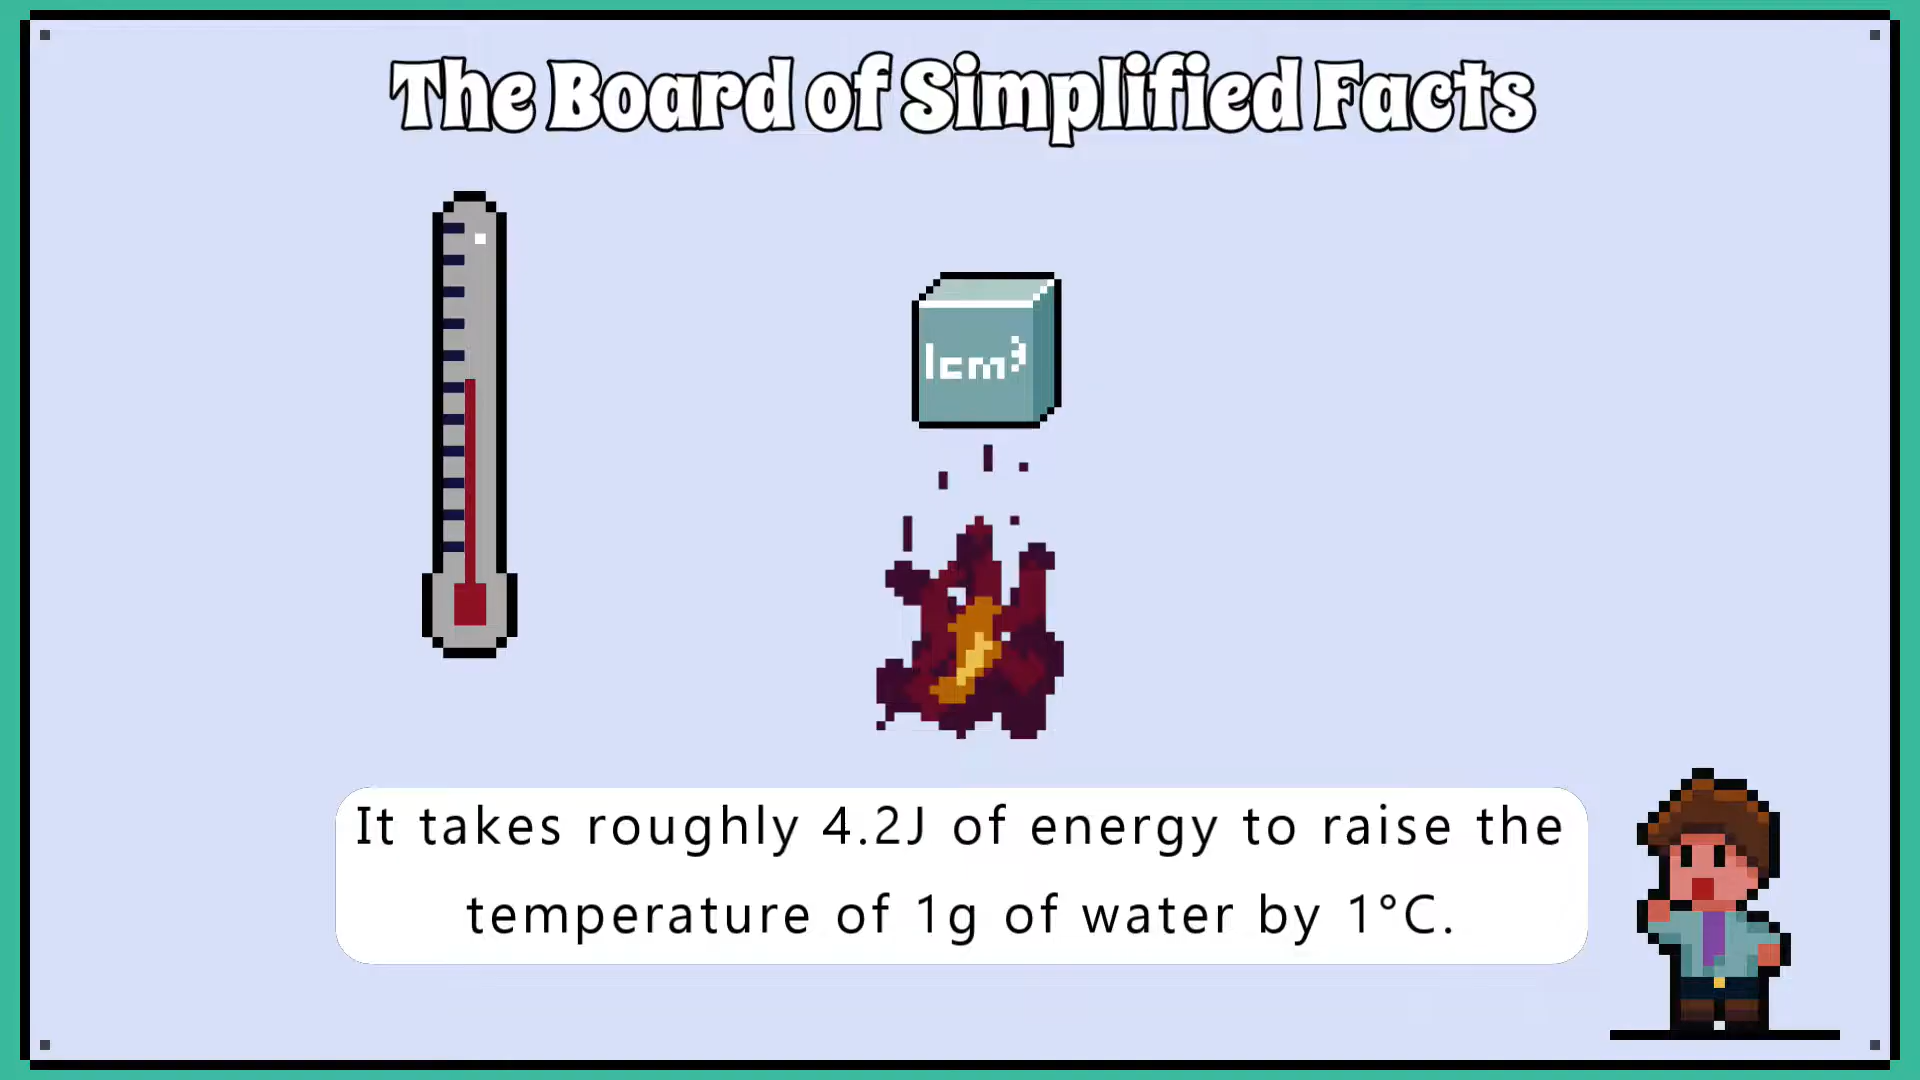 The Board of Simplified Facts
1cm³
It takes roughly 4.2J of energy to raise the
temperature of 1g of water by 1°C.